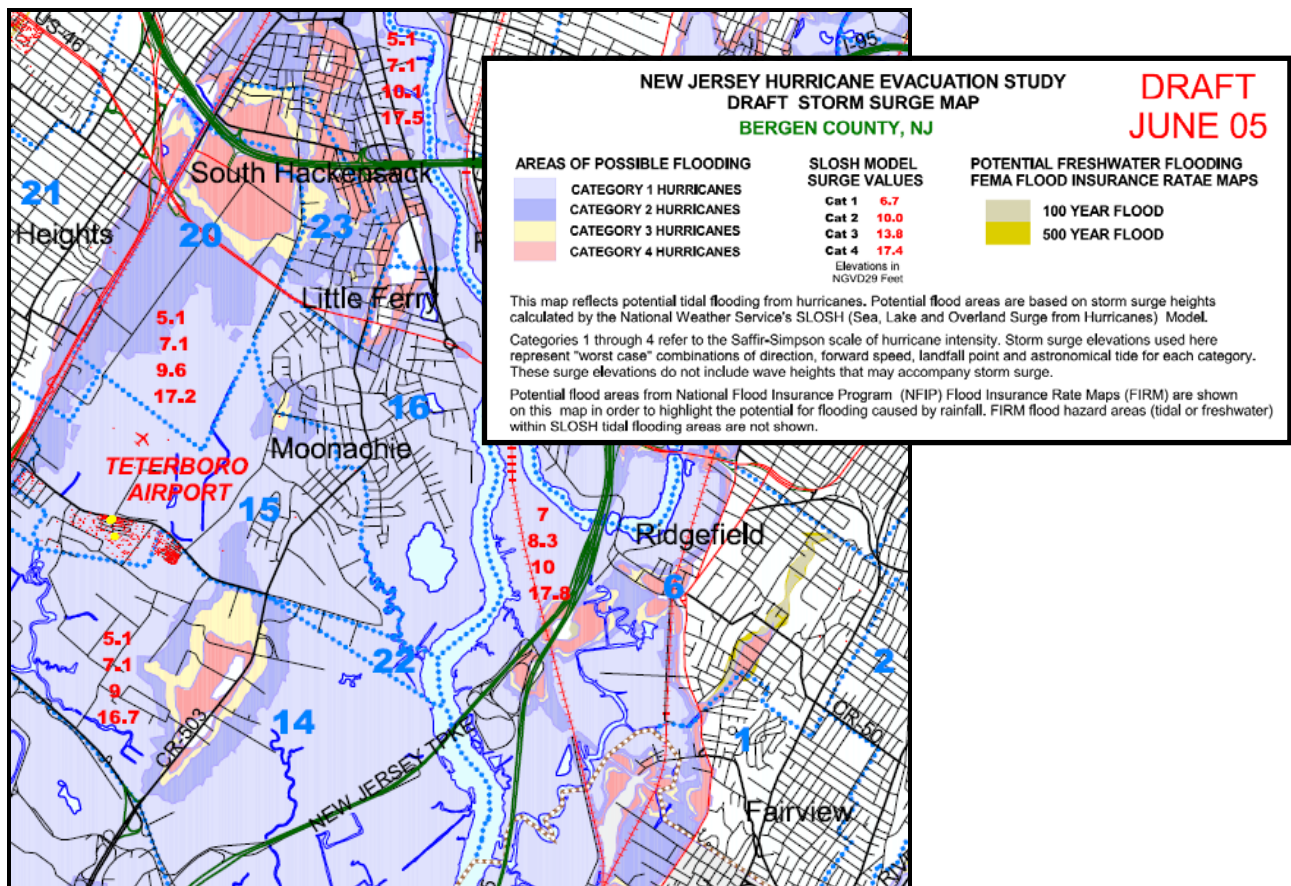 US-46
I-95
5.1
7.1
10.1
17.5
South Hackensack
21
Heights
20
23
Little Ferry
5.1
7.1
9.6
17.2
16
Moonachie
TETERBORO
AIRPORT
15
7
8.3
10
17.8
Ridgefield
6
5.1
7.1
9
16.7
22
2
14
CR-503
CR-50
NEW JERSEY TPKE
1
Fairview
NEW JERSEY HURRICANE EVACUATION STUDY
DRAFT STORM SURGE MAP
BERGEN COUNTY, NJ
DRAFT
JUNE 05
AREAS OF POSSIBLE FLOODING
CATEGORY 1 HURRICANES
CATEGORY 2 HURRICANES
CATEGORY 3 HURRICANES
CATEGORY 4 HURRICANES
SLOSH MODEL
SURGE VALUES
Cat 1 6.7
Cat 2 10.0
Cat 3 13.8
Cat 4 17.4
Elevations in
NGVD29 Feet
POTENTIAL FRESHWATER FLOODING
FEMA FLOOD INSURANCE RATAE MAPS
100 YEAR FLOOD
500 YEAR FLOOD
This map reflects potential tidal flooding from hurricanes. Potential flood areas are based on storm surge heights
calculated by the National Weather Service's SLOSH (Sea, Lake and Overland Surge from Hurricanes) Model.
Categories 1 through 4 refer to the Saffir-Simpson scale of hurricane intensity. Storm surge elevations used here
represent "worst case" combinations of direction, forward speed, landfall point and astronomical tide for each category.
These surge elevations do not include wave heights that may accompany storm surge.
Potential flood areas from National Flood Insurance Program (NFIP) Flood Insurance Rate Maps (FIRM) are shown
on this map in order to highlight the potential for flooding caused by rainfall. FIRM flood hazard areas (tidal or freshwater)
within SLOSH tidal flooding areas are not shown.